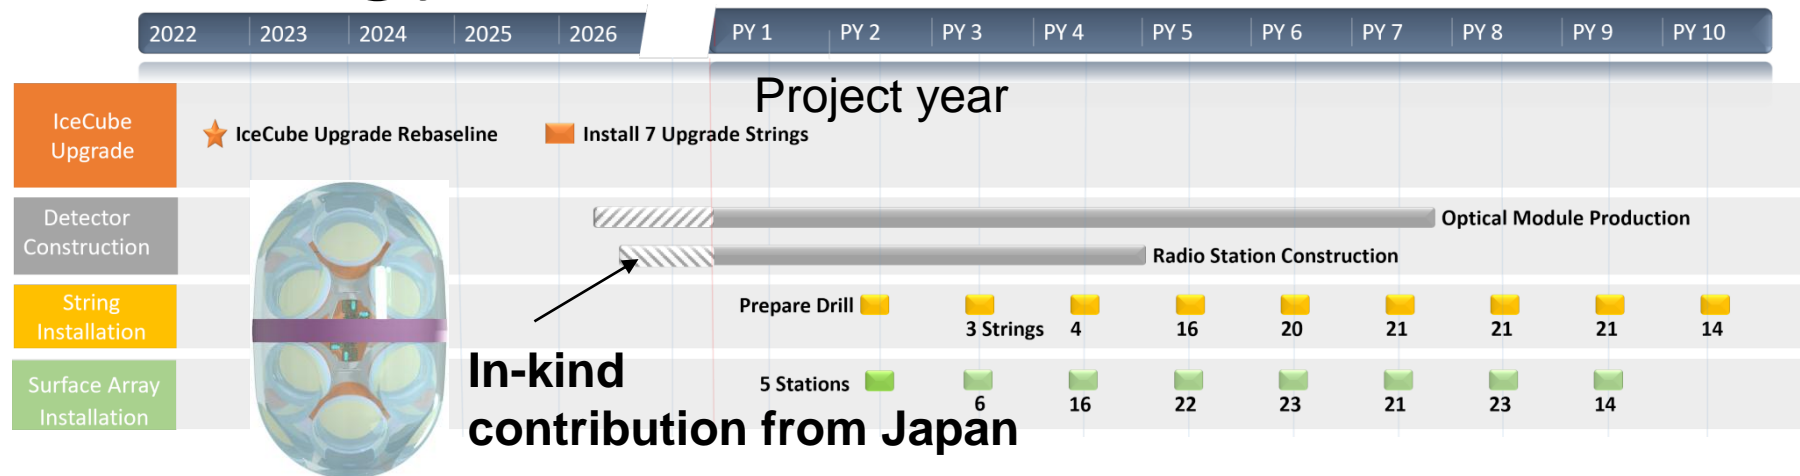 2022 2023 2024 2025 2026 PY 1 PY 2 PY 3 PY 4 PY 5 PY 6 PY 7 PY 8 PY 9 PY 10
Project year
IceCube
Upgrade
IceCube Upgrade Rebaseline Install 7 Upgrade Strings
Detector
Construction
Optical Module Production
Radio Station Construction
String
Installation
Prepare Drill
3 Strings 4 16 20 21 21 21 14
Surface Array
Installation
5 Stations
6 16 22 23 21 23 14
In-kind
contribution from Japan